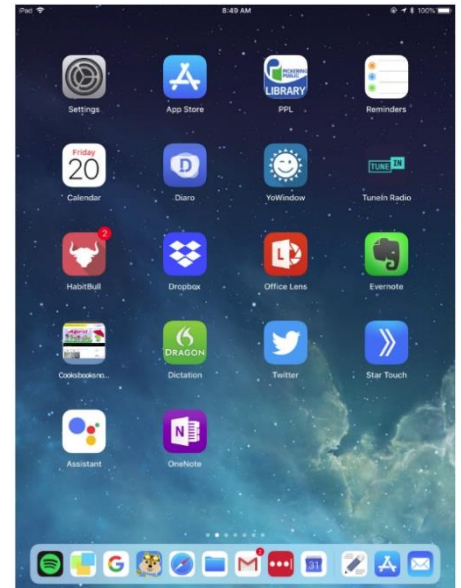 iPad 8:49 AM 100%
PICKERING
PUBLIC
LIBRARY
Settings App Store PPL Reminders
Friday
20
D
TUNE IN
Calendar Diaro YoWindow TuneIn Radio
2
L
HabitBull Dropbox Office Lens Evernote
DRAGON
Cooksbooksno... Dictation Twitter Star Touch
N
Assistant OneNote
G M 31